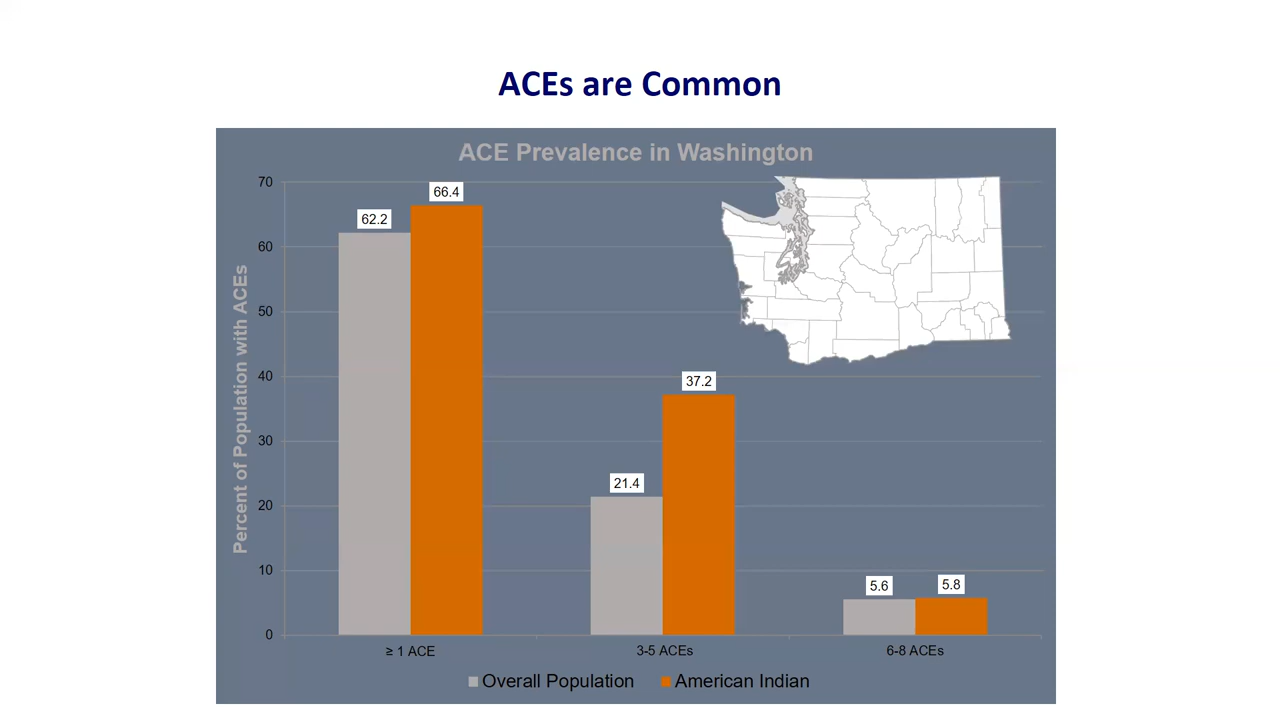 ACEs are Common
ACE Prevalence in Washington
Percent of Population with ACEs
70
60
50
40
30
20
10
0
62.2
66.4
21.4
37.2
5.6
5.8
≥ 1 ACE
3-5 ACEs
6-8 ACEs
Overall Population
American Indian